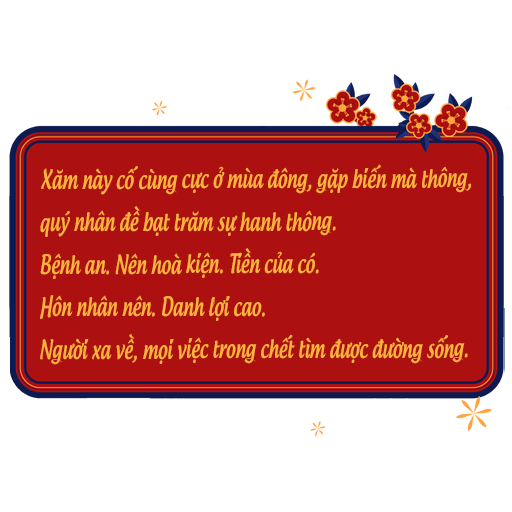 Xăm này cố cùng cực ở mùa đông, gặp biến mà thông,
quý nhân đề bạt trăm sự hanh thông.
Bệnh an. Nên hoà kiện. Tiền của có.
Hôn nhân nên. Danh lợi cao.
Người xa về, mọi việc trong chết tìm được đường sống.